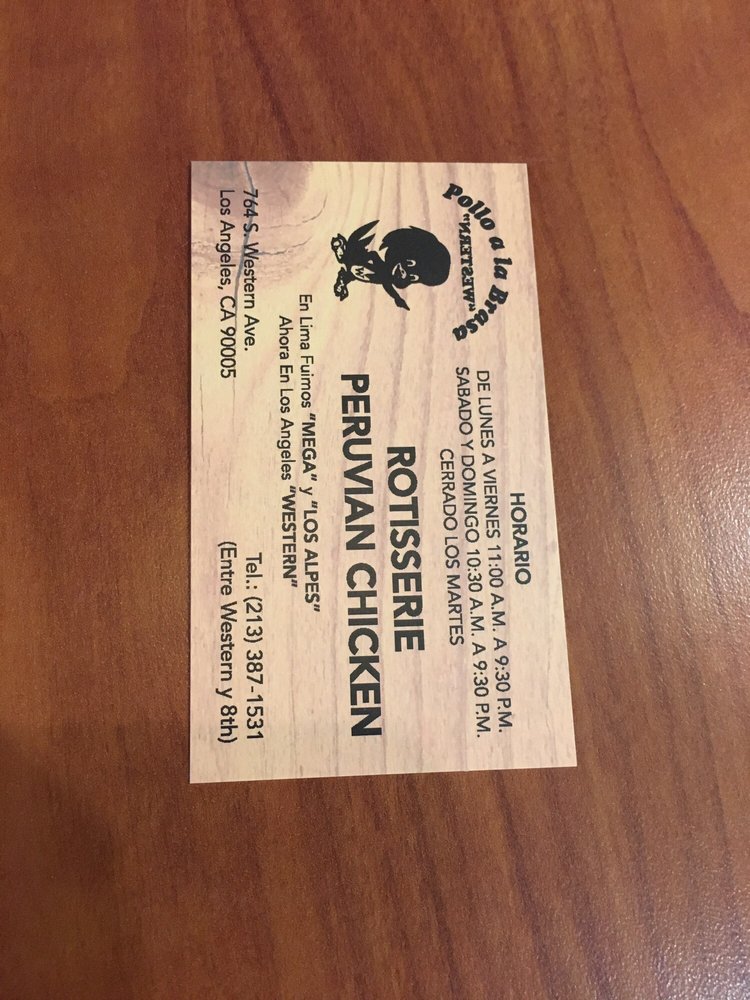 Pollo a la Brasa
"WESTERN"
HORARIO
DE LUNES A VIERNES 11:00 A.M. A 9:30 P.M.
SABADO Y DOMINGO 10:30 A.M. A 9:30 P.M.
CERRADO LOS MARTES
ROTISSERIE
PERUVIAN CHICKEN
En Lima Fuimos "MEGA" y "LOS ALPES"
Ahora En Los Angeles "WESTERN"
764 S. Western Ave.
Los Angeles, CA 90005
Tel.: (213) 387-1531
(Entre Western y 8th)